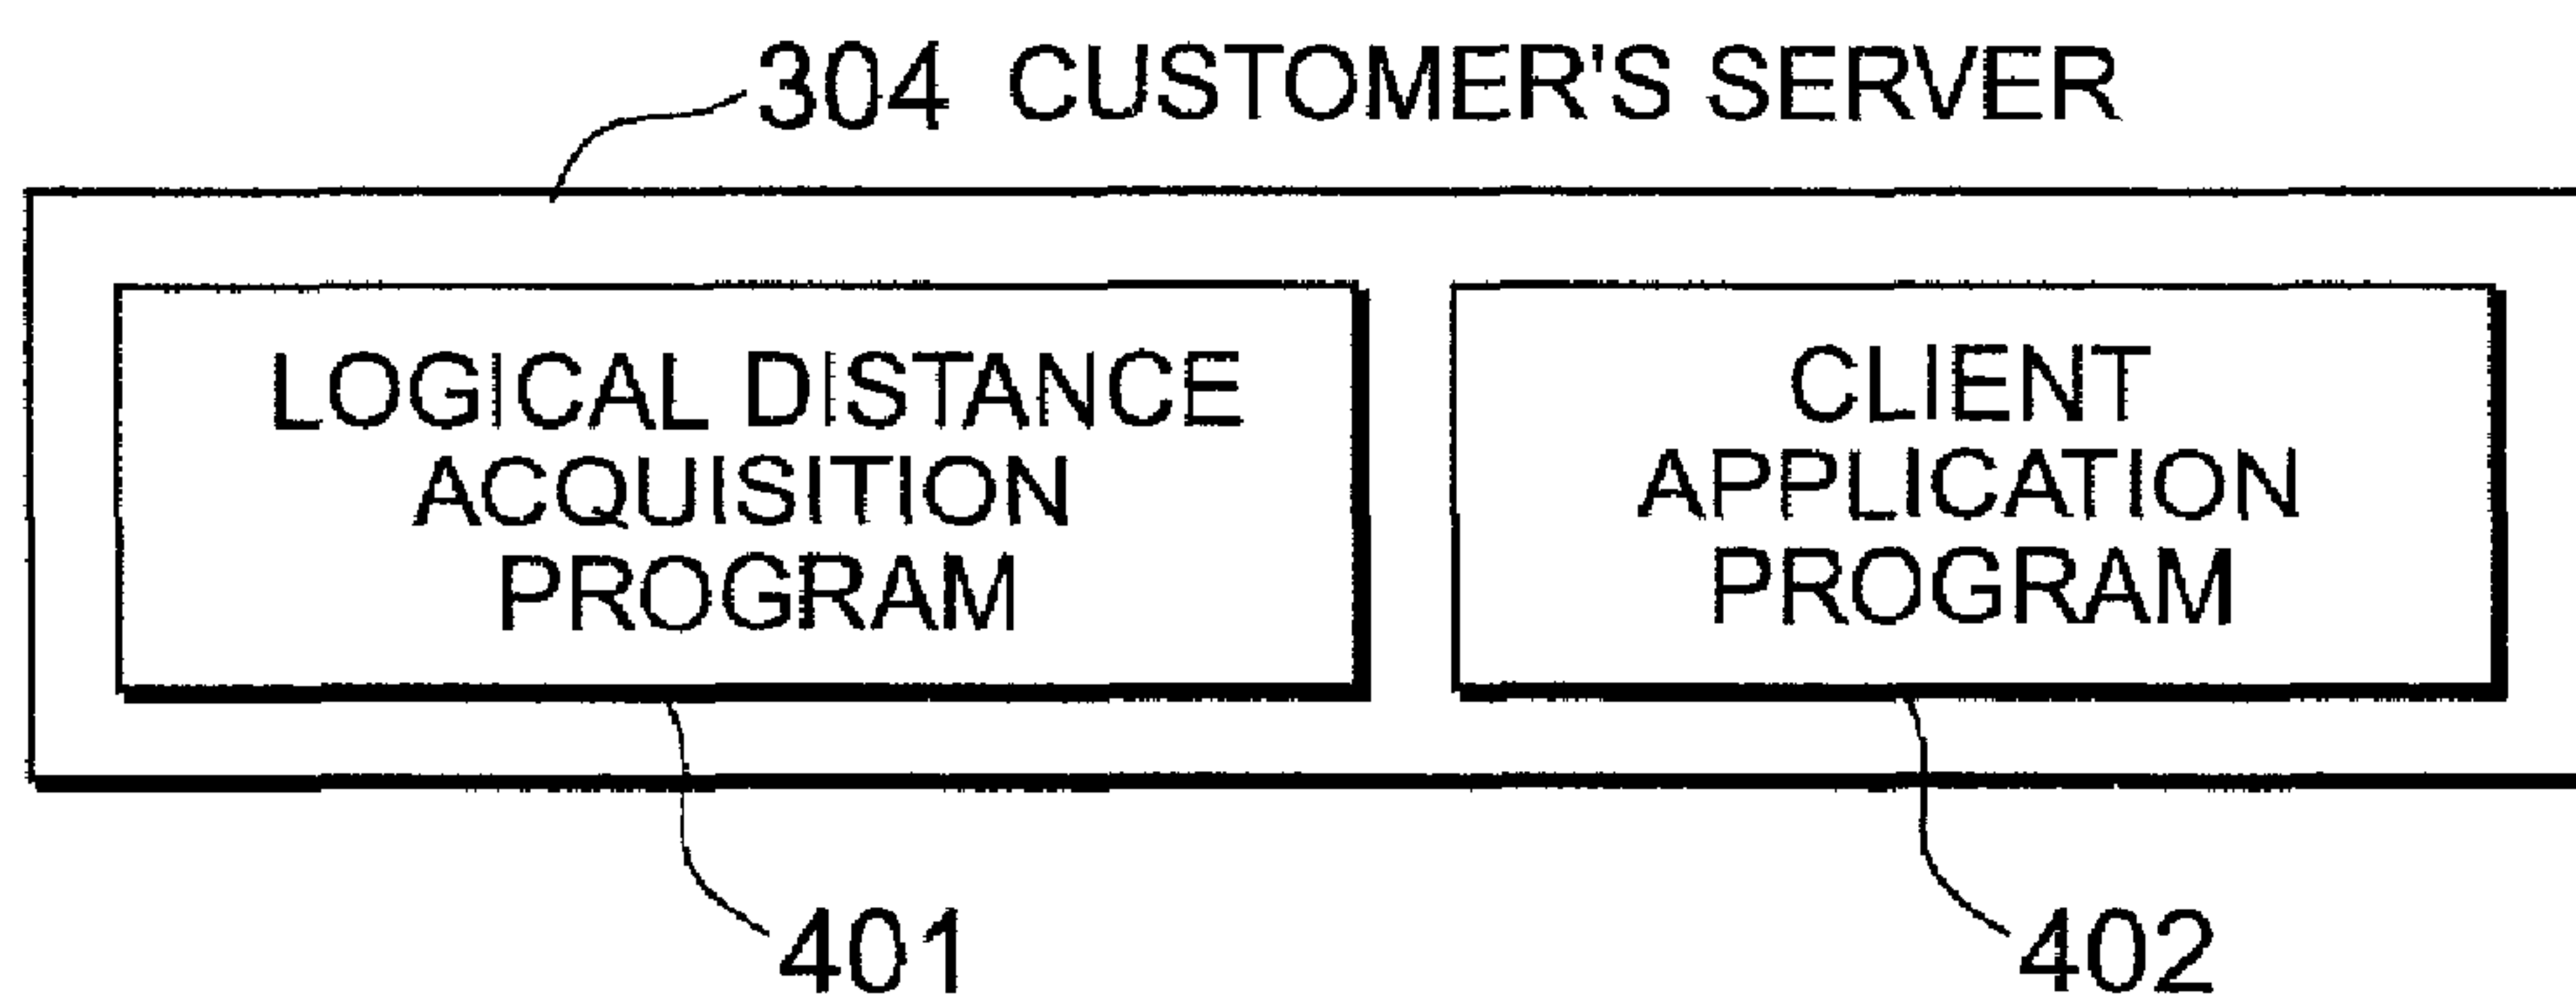 304 CUSTOMER'S SERVER
LOGICAL DISTANCE
ACQUISITION
PROGRAM
CLIENT
APPLICATION
PROGRAM
401
402